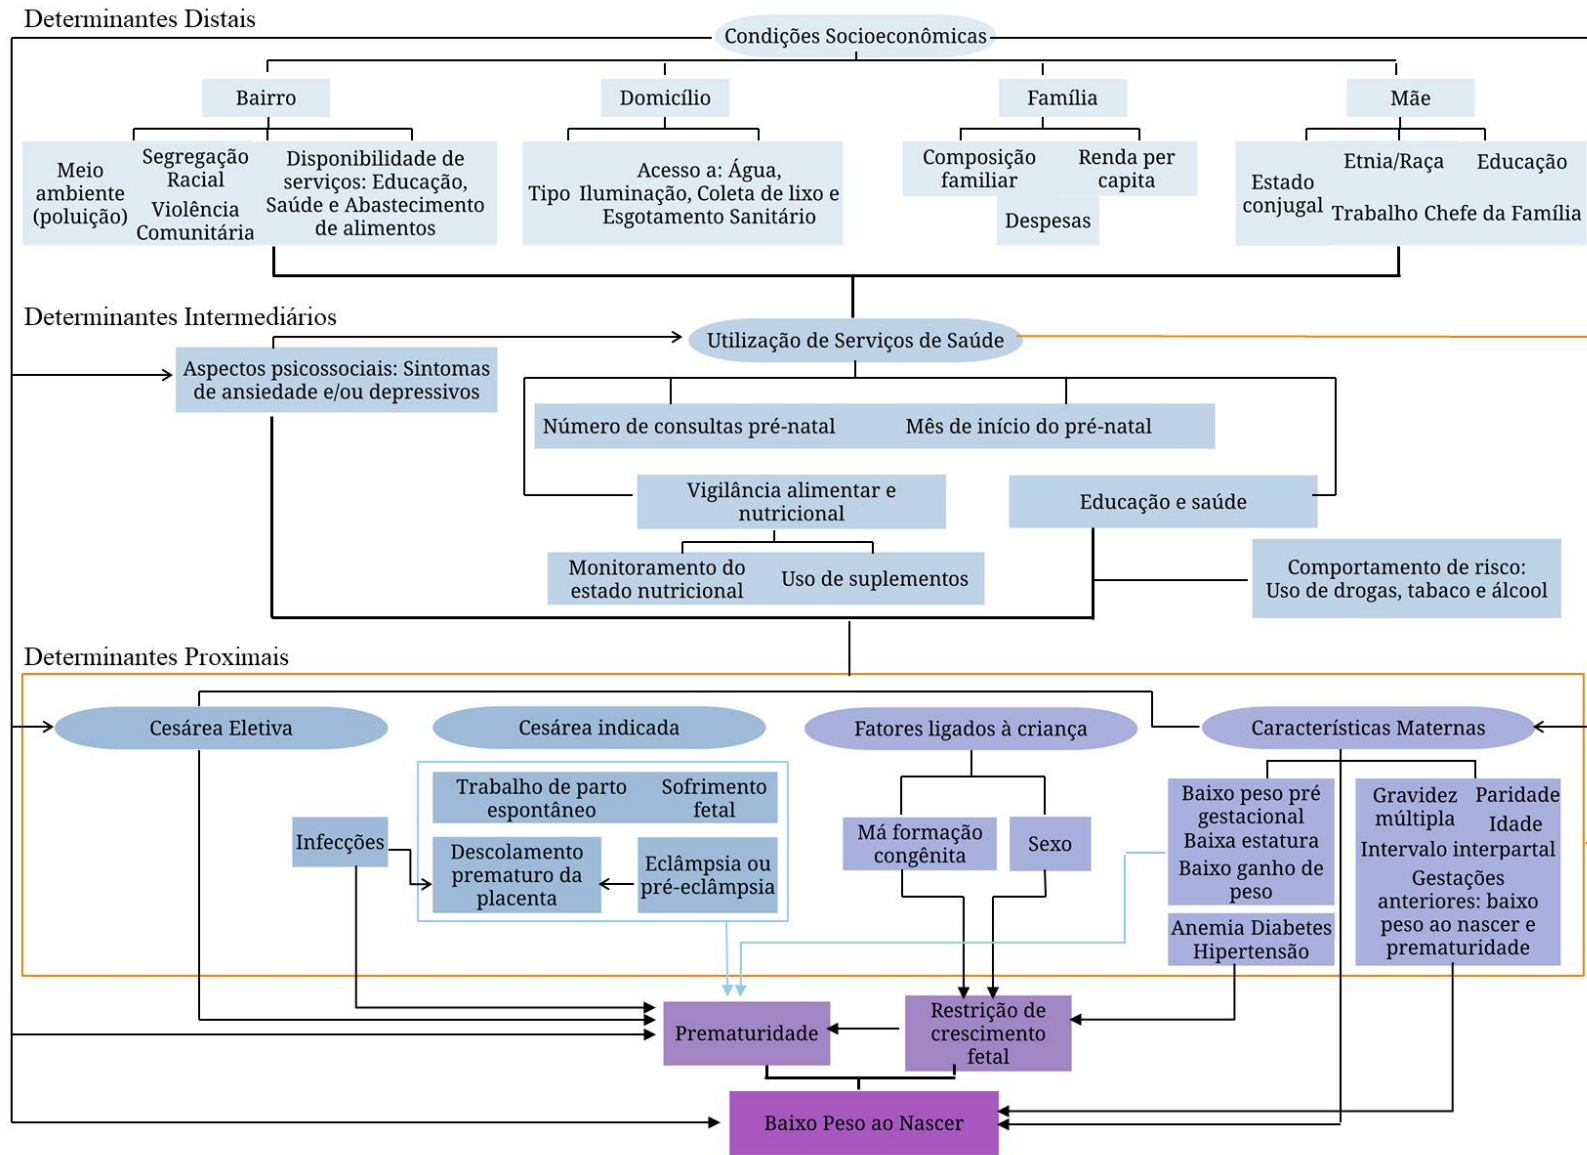 Determinantes Distais
Condições Socioeconômicas
Bairro
Domicílio
Família
Mãe
Meio
ambiente
(poluição)
Segregação
Racial
Violência
Comunitária
Disponibilidade de
serviços: Educação,
Saúde e Abastecimento
de alimentos
Tipo
Acesso a: Água,
Iluminação, Coleta de lixo e
Esgotamento Sanitário
Composição
familiar
Renda per
capita
Despesas
Estado
conjugal
Etnia/Raça
Educação
Trabalho Chefe da Família
Determinantes Intermediários
Utilização de Serviços de Saúde
Aspectos psicossociais: Sintomas
de ansiedade e/ou depressivos
Número de consultas pré-natal
Mês de início do pré-natal
Vigilância alimentar e
nutricional
Educação e saúde
Monitoramento do
estado nutricional
Uso de suplementos
Comportamento de risco:
Uso de drogas, tabaco e álcool
Determinantes Proximais
Cesárea Eletiva
Cesárea indicada
Fatores ligados à criança
Características Maternas
Trabalho de parto
espontâneo
Sofrimento
fetal
Infecções
Descolamento
prematuro da
placenta
Eclâmpsia ou
pré-eclâmpsia
Má formação
congênita
Sexo
Baixo peso pré
gestacional
Baixa estatura
Baixo ganho de
peso
Anemia Diabetes
Hipertensão
Gravidez
múltipla
Paridade
Idade
Intervalo interpartal
Gestações
anteriores: baixo
peso ao nascer e
prematuridade
Prematuridade
Restrição de
crescimento
fetal
Baixo Peso ao Nascer